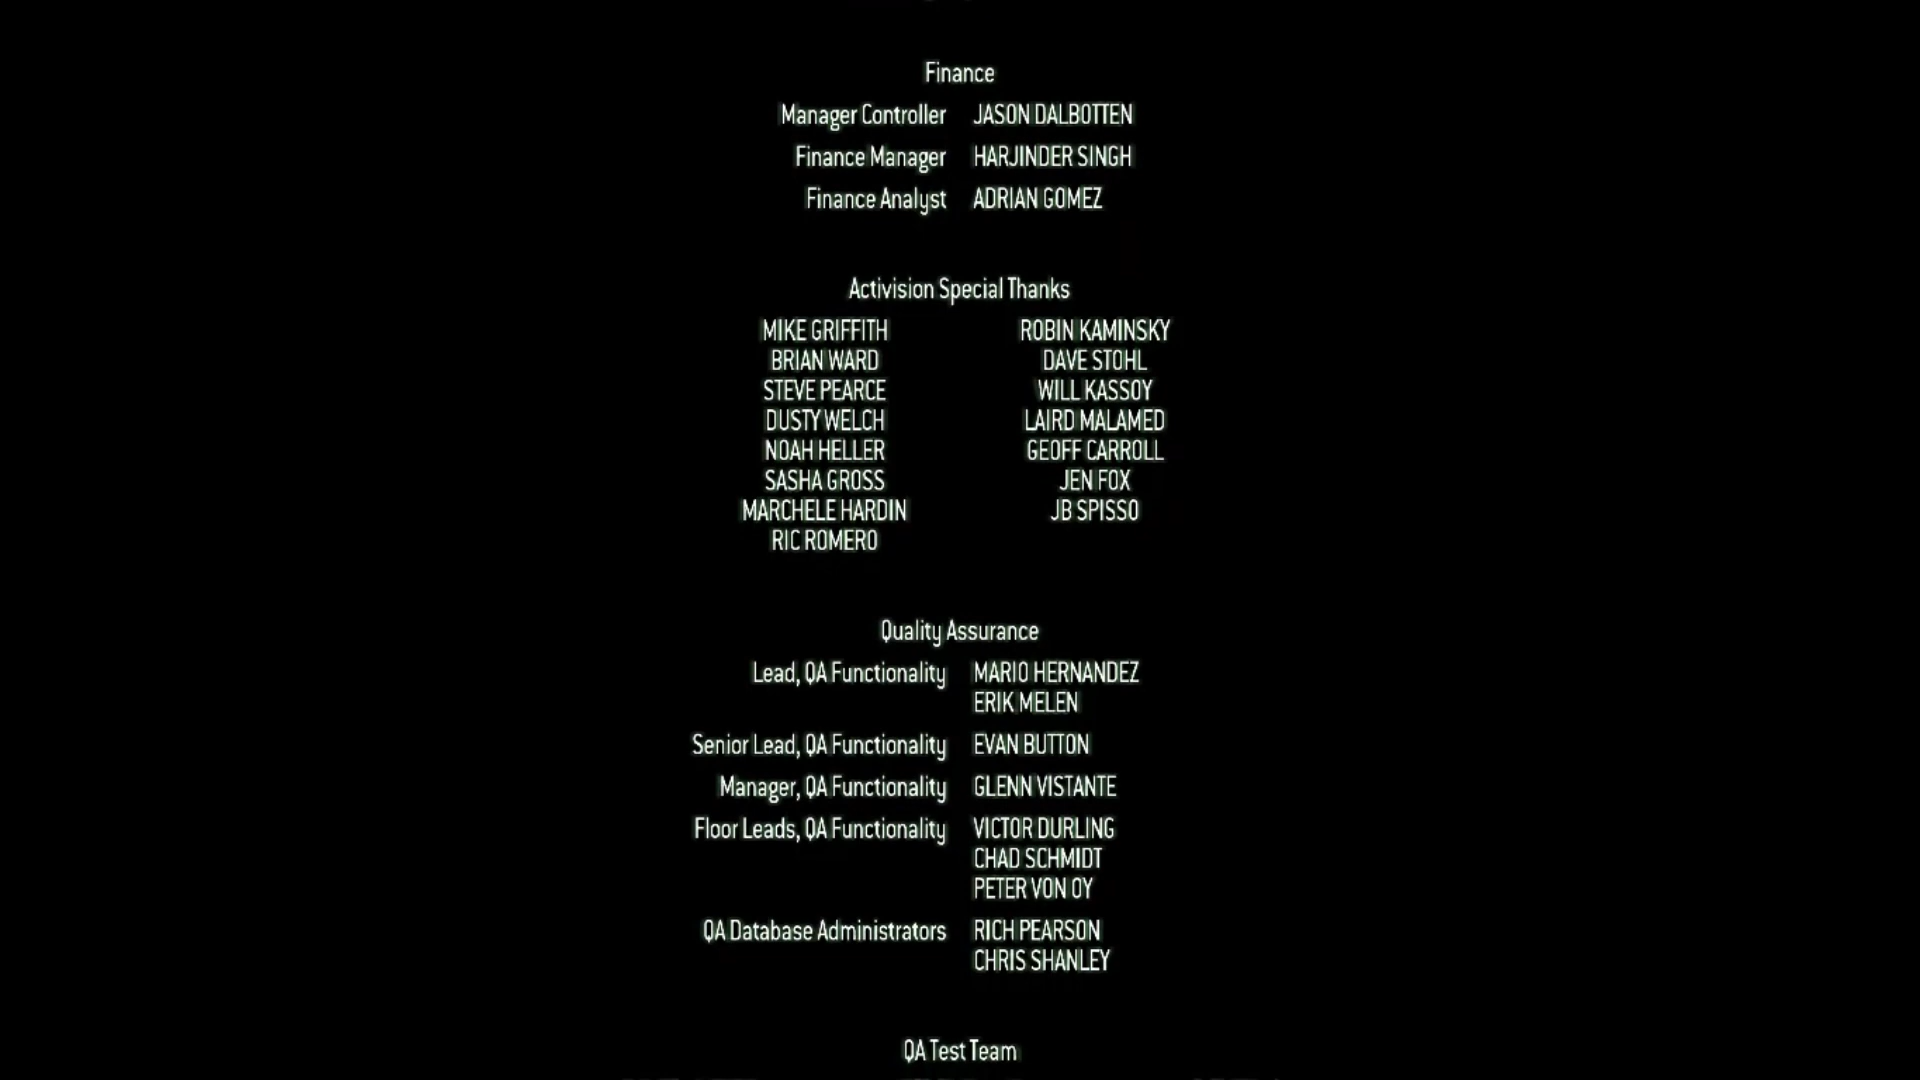 Finance
Manager Controller JASON DALBOTTEN
Finance Manager HARJINDER SINGH
Finance Analyst ADRIAN GOMEZ
Activision Special Thanks
MIKE GRIFFITH ROBIN KAMINSKY
BRIAN WARD DAVE STOHL
STEVE PEARCE WILL KASSOY
DUSTY WELCH LAIRD MALAMED
NOAH HELLER GEOFF CARROLL
SASHA GROSS JEN FOX
MARCHELE HARDIN JB SPISSO
RIC ROMERO
Quality Assurance
Lead, QA Functionality MARIO HERNANDEZ
ERIK MELEN
Senior Lead, QA Functionality EVAN BUTTON
Manager, QA Functionality GLENN VISTANTE
Floor Leads, QA Functionality VICTOR DURLING
CHAD SCHMIDT
PETER VON OY
QA Database Administrators RICH PEARSON
CHRIS SHANLEY
QA Test Team